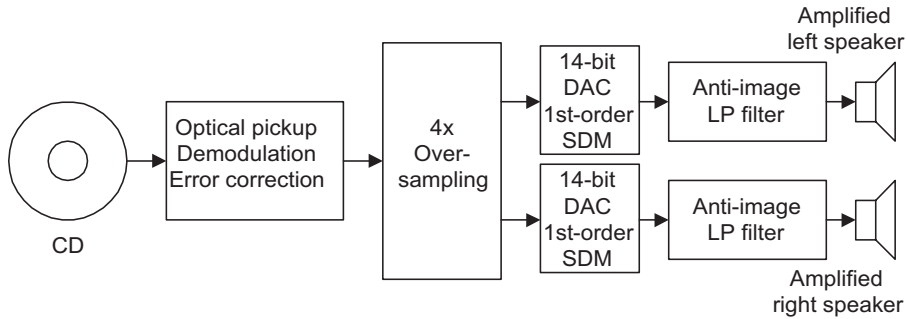 CD
Optical pickup
Demodulation
Error correction
4x
Over-
sampling
14-bit
DAC
1st-order
SDM
Anti-image
LP filter
Amplified
left speaker
14-bit
DAC
1st-order
SDM
Anti-image
LP filter
Amplified
right speaker